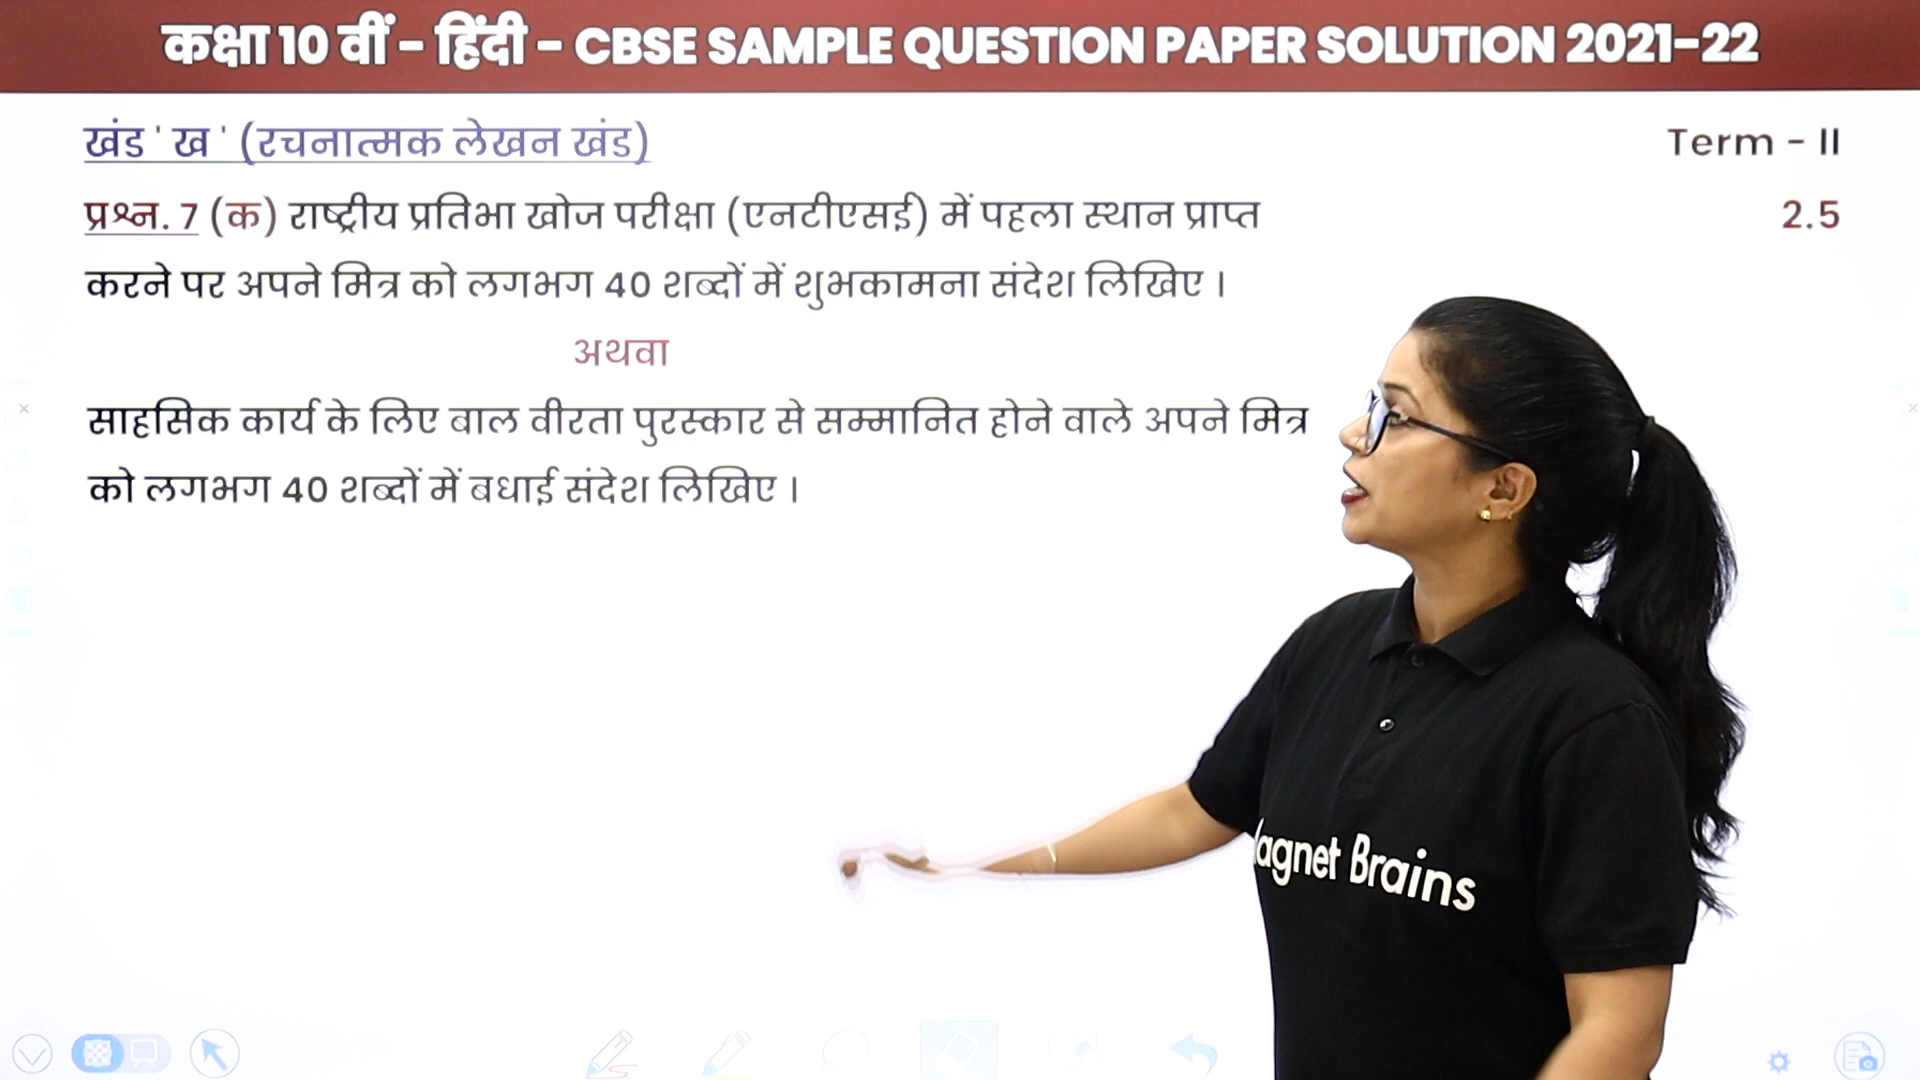 कक्षा 10 वीं - हिंदी - CBSE SAMPLE QUESTION PAPER SOLUTION 2021-22
खंड ' ख ' (रचनात्मक लेखन खंड) Term - II
प्रश्न. 7 (क) राष्ट्रीय प्रतिभा खोज परीक्षा (एनटीएसई) में पहला स्थान प्राप्त 2.5
करने पर अपने मित्र को लगभग 40 शब्दों में शुभकामना संदेश लिखिए ।
अथवा
साहसिक कार्य के लिए बाल वीरता पुरस्कार से सम्मानित होने वाले अपने मित्र
को लगभग 40 शब्दों में बधाई संदेश लिखिए ।
agnet Brains